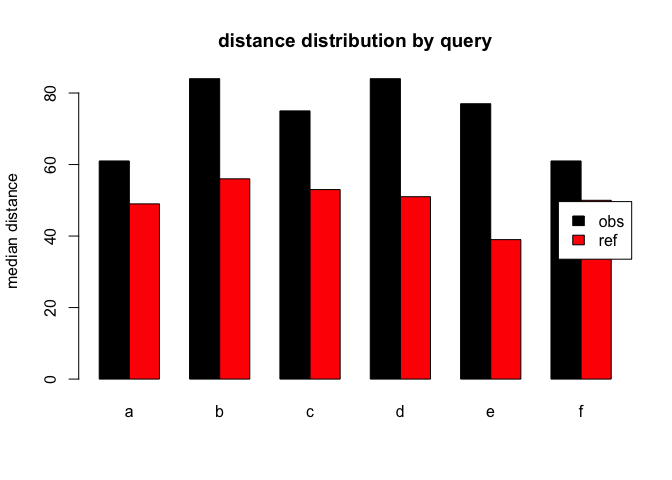 distance distribution by query
median distance
80
60
40
20
0
obs
ref
a b c d e f